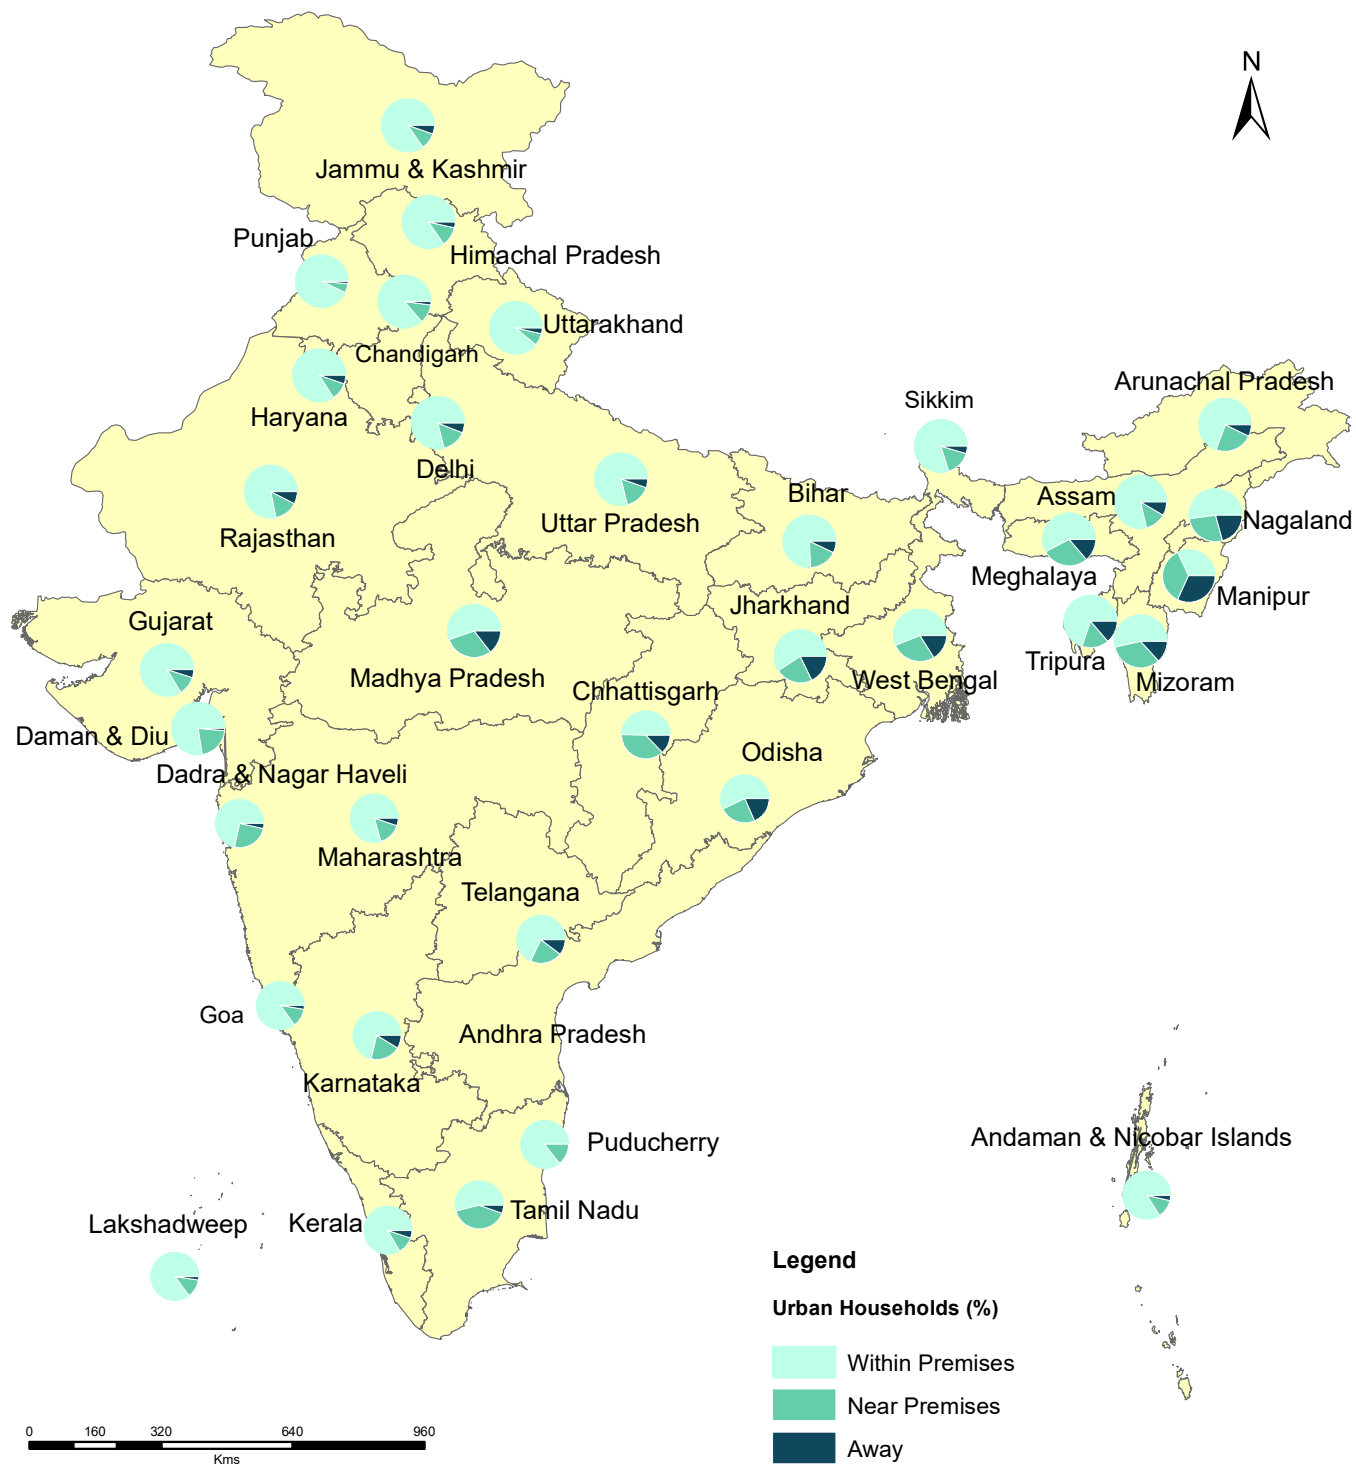 N
Jammu & Kashmir
Punjab
Himachal Pradesh
Uttarakhand
Chandigarh
Arunachal Pradesh
Sikkim
Haryana
Delhi
Bihar
Assam
Uttar Pradesh
Nagaland
Rajasthan
Meghalaya
Manipur
Jharkhand
Gujarat
Tripura
Madhya Pradesh
West Bengal
Mizoram
Chhattisgarh
Daman & Diu
Odisha
Dadra & Nagar Haveli
Maharashtra
Telangana
Goa
Andhra Pradesh
Karnataka
Puducherry
Andaman & Nicobar Islands
Tamil Nadu
Kerala
Lakshadweep
Legend
Urban Households (%)
Within Premises
Near Premises
Away
0 160 320 640 960
Kms